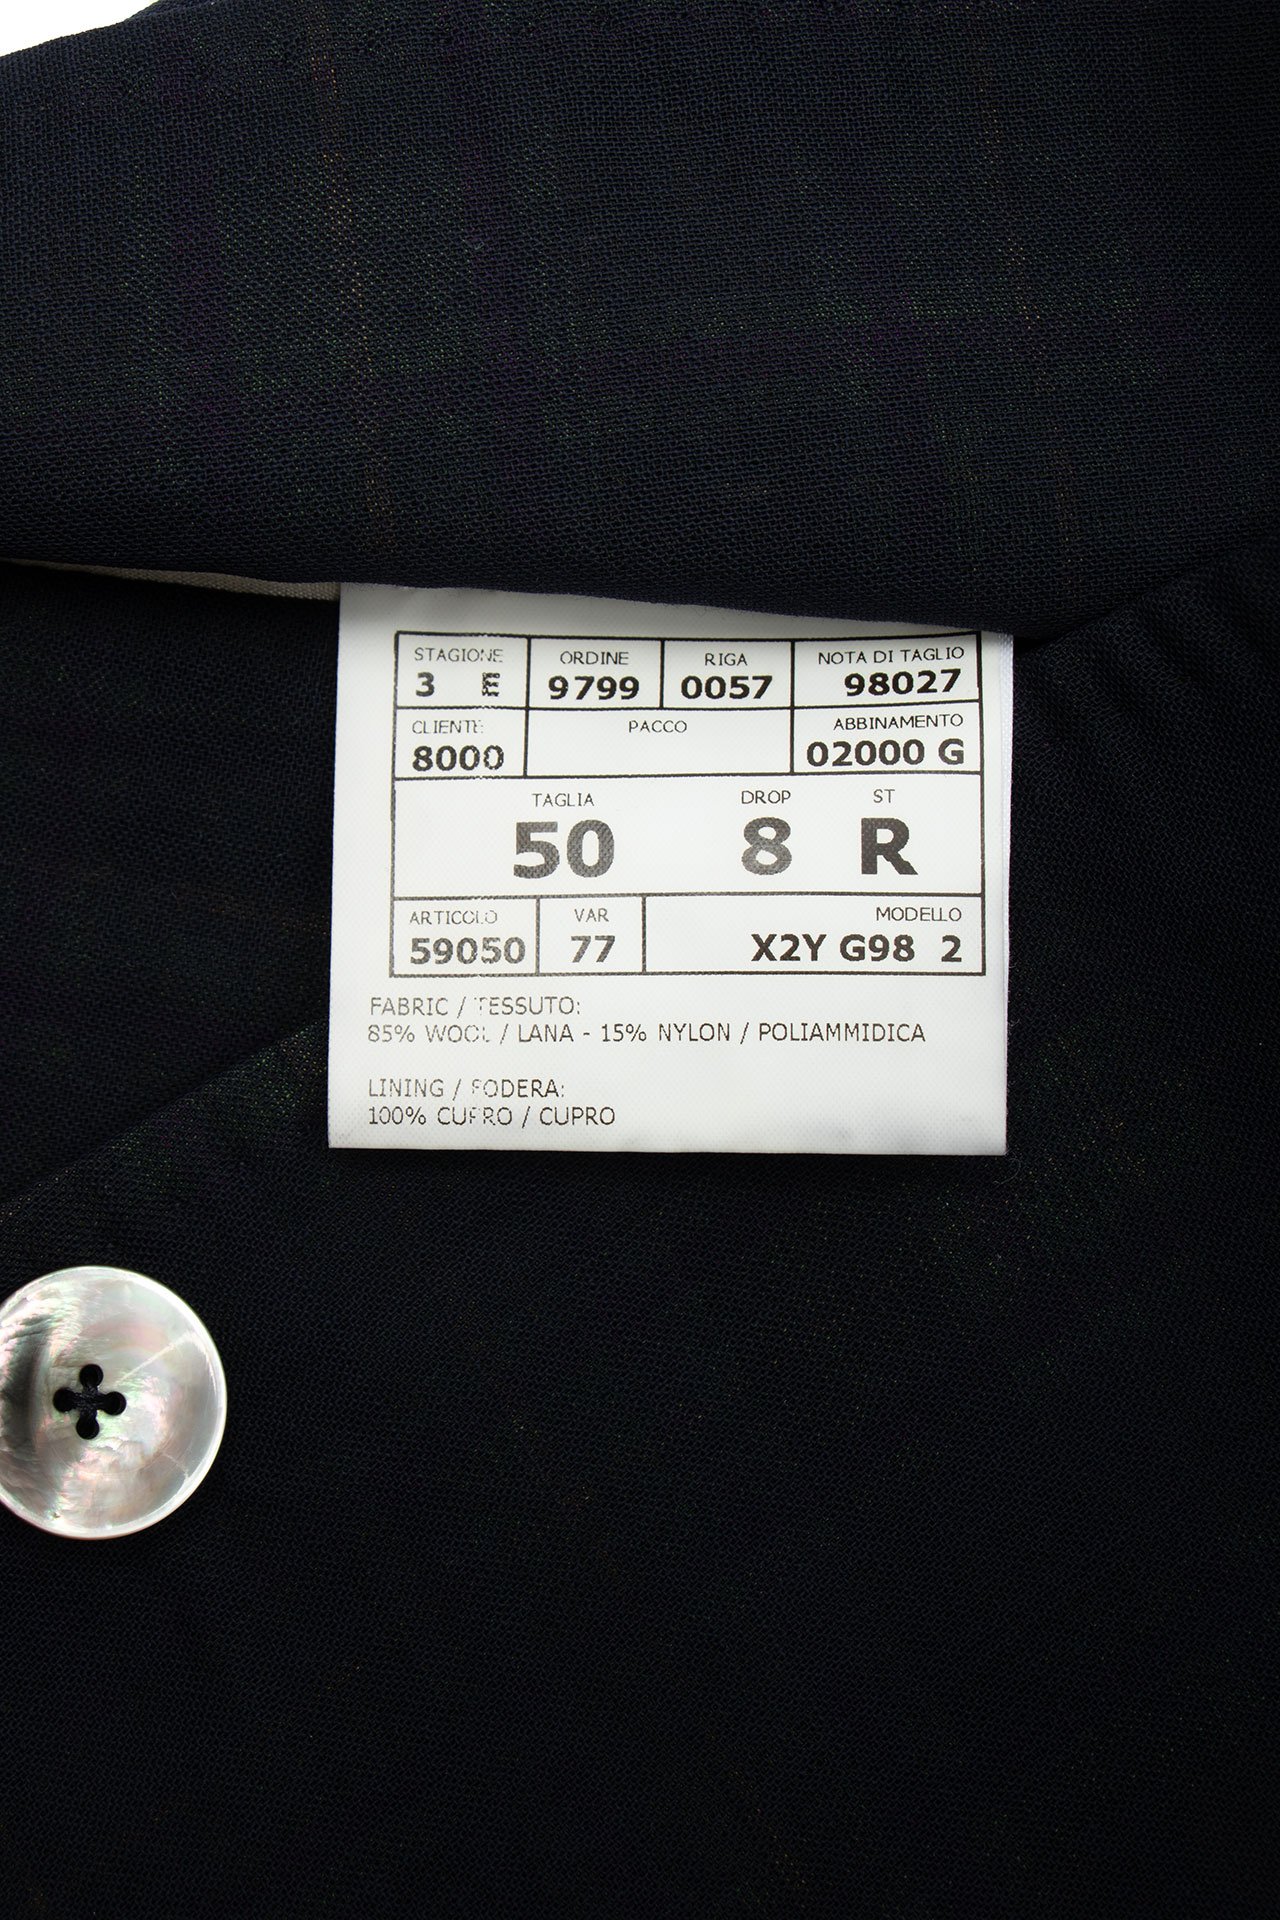 STAGIONE ORDINE RIGA NOTA DI TAGLIO
3 E 9799 0057 98027
CLIENTE PACCO ABBINAMENTO
8000 02000 G
TAGLIA DROP ST
50 8 R
ARTICOLO VAR MODELLO
59050 77 X2Y G98 2
FABRIC / TESSUTO:
85% WOOL / LANA - 15% NYLON / POLIAMMIDICA
LINING / FODERA:
100% CUPRO / CUPRO